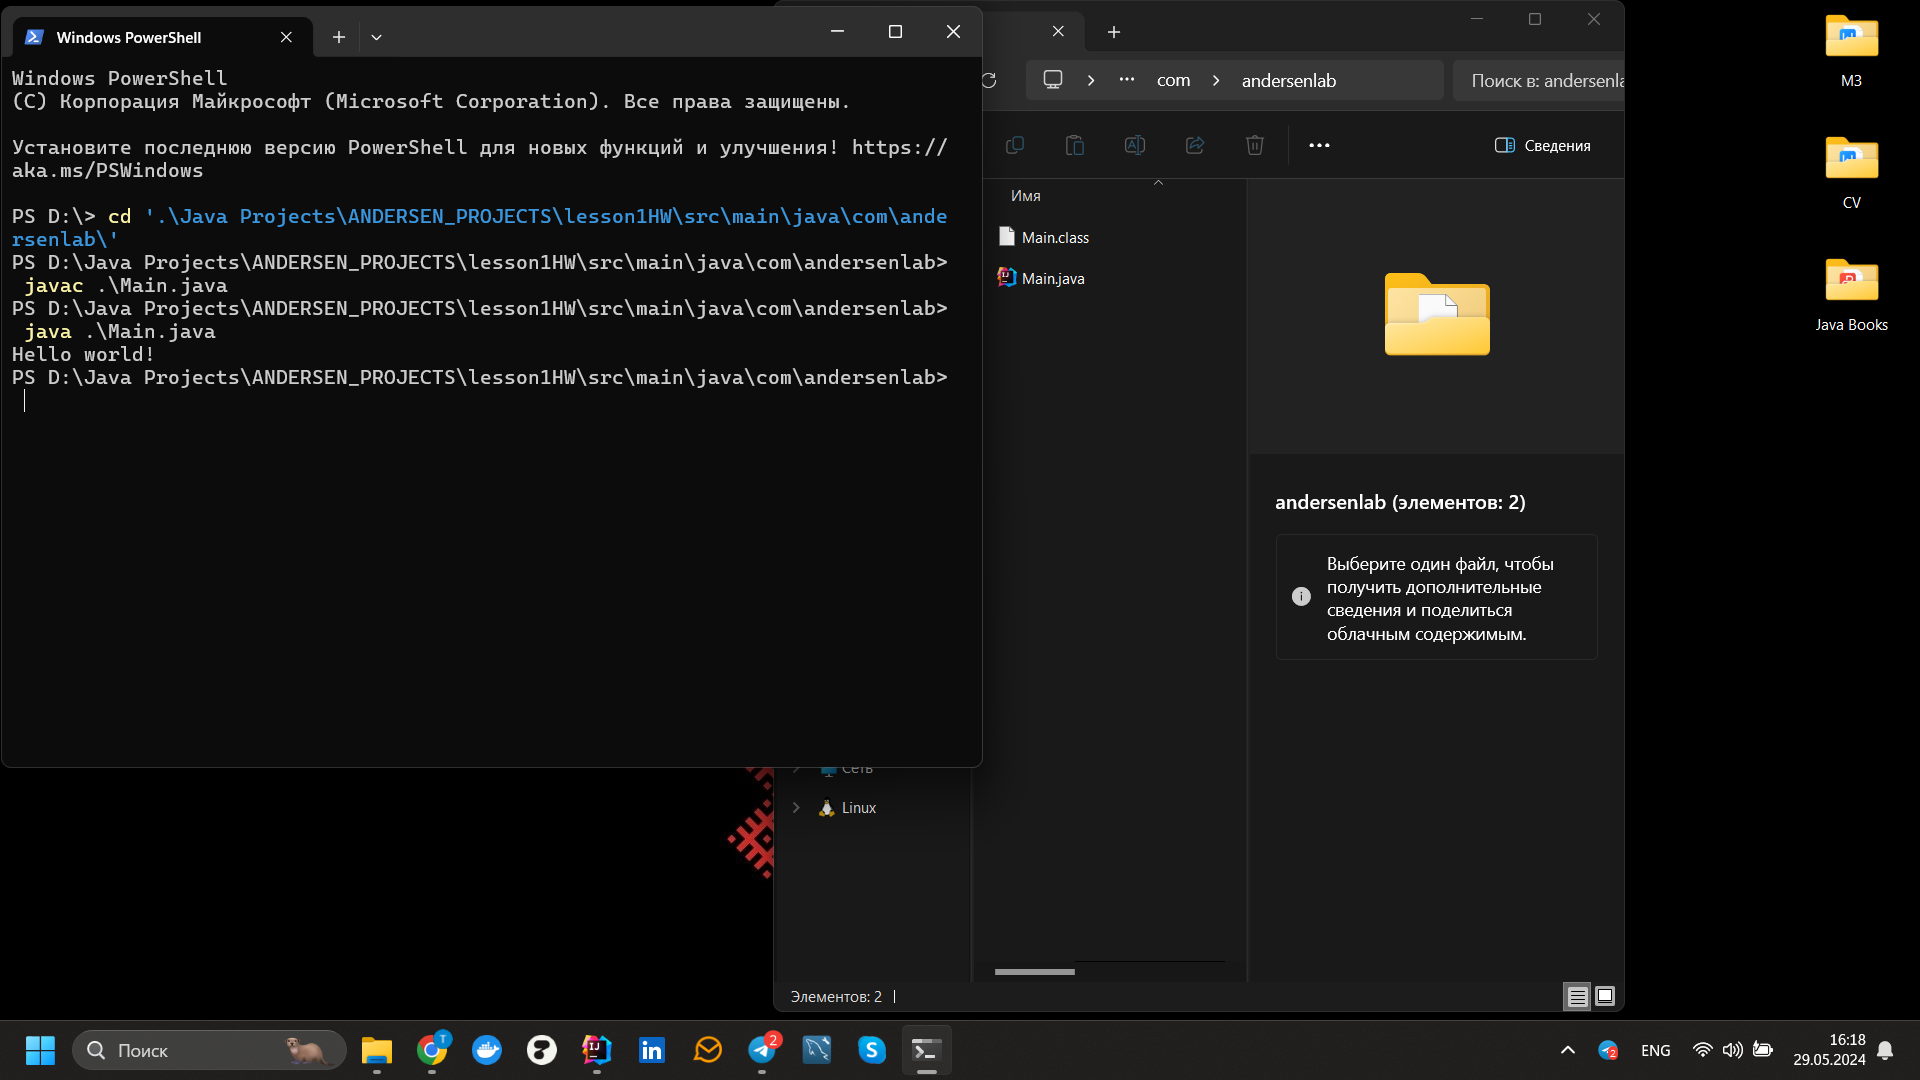 Windows PowerShell
Windows PowerShell
(C) Корпорация Майкрософт (Microsoft Corporation). Все права защищены.
Установите последнюю версию PowerShell для новых функций и улучшения! https://
aka.ms/PSWindows
PS D:\> cd '.\Java Projects\ANDERSEN_PROJECTS\lesson1HW\src\main\java\com\ande
rsenlab\'
PS D:\Java Projects\ANDERSEN_PROJECTS\lesson1HW\src\main\java\com\andersenlab>
javac .\Main.java
PS D:\Java Projects\ANDERSEN_PROJECTS\lesson1HW\src\main\java\com\andersenlab>
java .\Main.java
Hello world!
PS D:\Java Projects\ANDERSEN_PROJECTS\lesson1HW\src\main\java\com\andersenlab>
com
andersenlab
Поиск в: andersenla
Сведения
Имя
Main.class
Main.java
andersenlab (элементов: 2)
Выберите один файл, чтобы
получить дополнительные
сведения и поделиться
облачным содержимым.
Сеть
Linux
Элементов: 2
МЗ
CV
Java Books
Поиск
T
2
2
ENG
16:18
29.05.2024